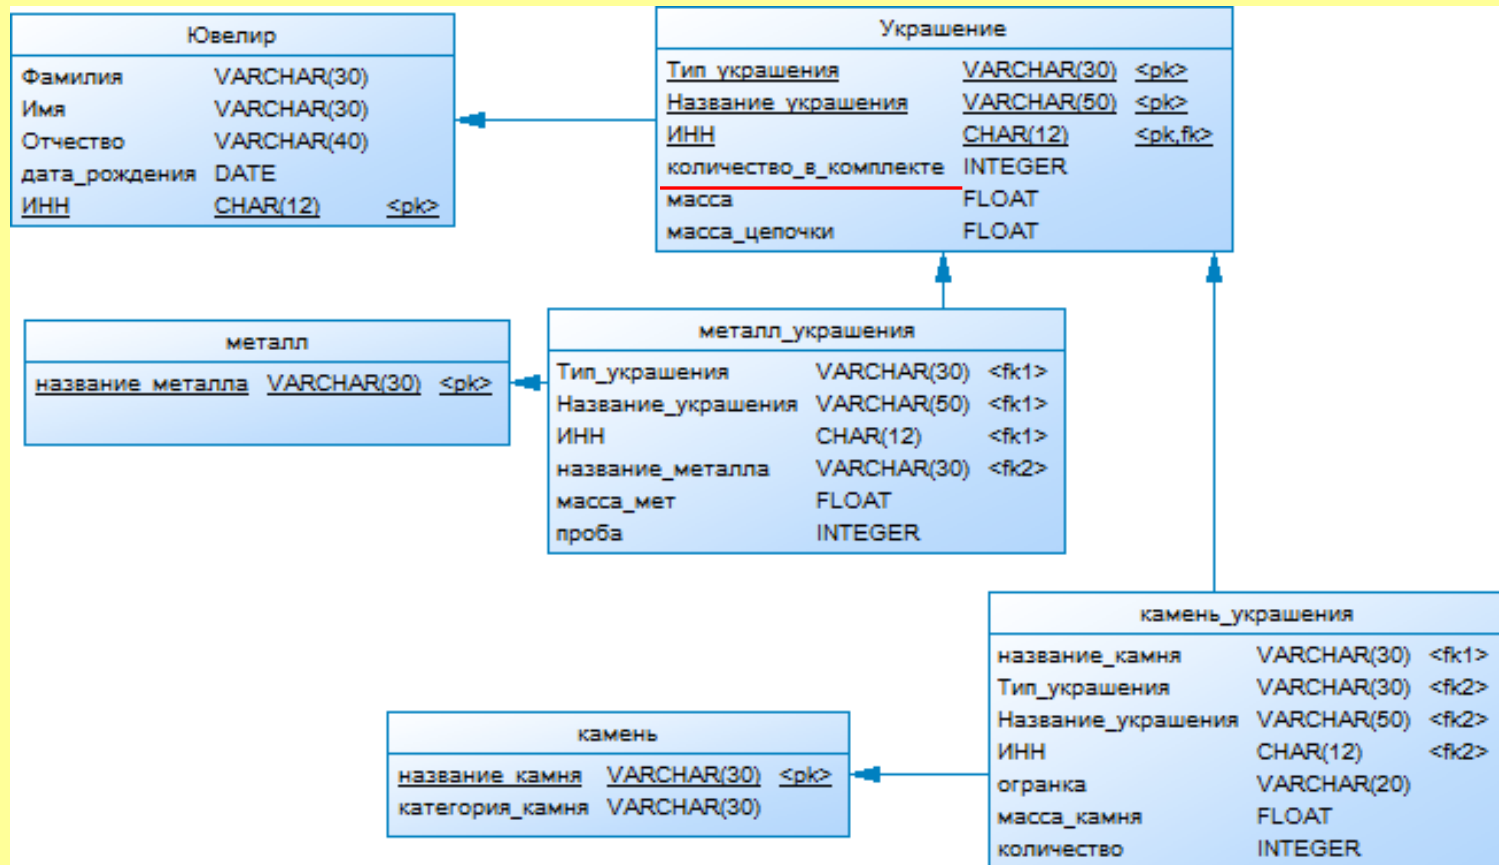 Ювелир
Фамилия VARCHAR(30)
Имя VARCHAR(30)
Отчество VARCHAR(40)
дата_рождения DATE
ИНН CHAR(12) <pk>
Украшение
Тип_украшения VARCHAR(30) <pk>
Название_украшения VARCHAR(50) <pk>
ИНН CHAR(12) <pk,fk>
количество_в_комплекте INTEGER
масса FLOAT
масса_цепочки FLOAT
металл
название_металла VARCHAR(30) <pk>
металл_украшения
Тип_украшения VARCHAR(30) <fk1>
Название_украшения VARCHAR(50) <fk1>
ИНН CHAR(12) <fk1>
название_металла VARCHAR(30) <fk2>
масса_мет FLOAT
проба INTEGER
камень_украшения
название_камня VARCHAR(30) <fk1>
Тип_украшения VARCHAR(30) <fk2>
Название_украшения VARCHAR(50) <fk2>
ИНН CHAR(12) <fk2>
огранка VARCHAR(20)
масса_камня FLOAT
количество INTEGER
камень
название_камня VARCHAR(30) <pk>
категория_камня VARCHAR(30)